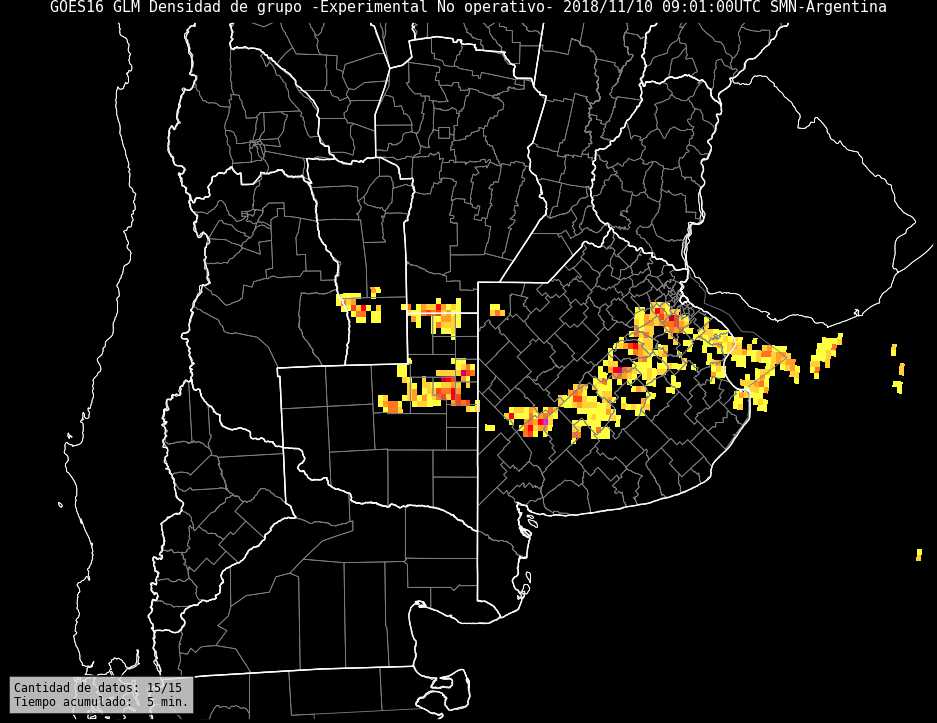 GOES16 GLM Densidad de grupo -Experimental No operativo- 2018/11/10 09:01:00UTC SMN-Argentina
Cantidad de datos: 15/15
Tiempo acumulado:  5 min.